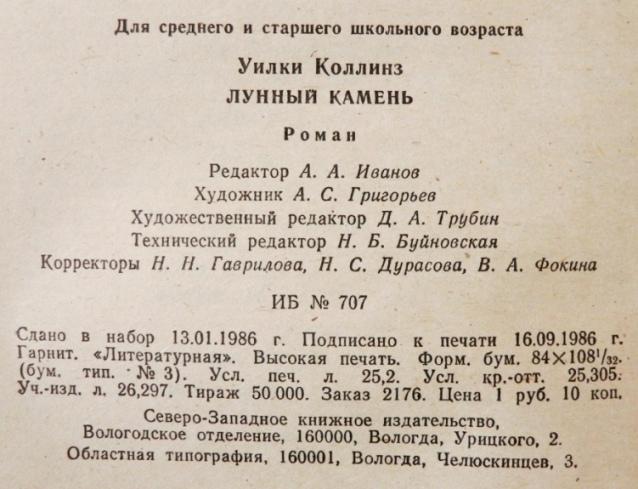 Для среднего и старшего школьного возраста
Уилки Коллинз
ЛУННЫЙ КАМЕНЬ
Роман
Редактор А. А. Иванов
Художник А. С. Григорьев
Художественный редактор Д. А. Трубин
Технический редактор Н. Б. Буйновская
Корректоры Н. Н. Гаврилова, Н. С. Дурасова, В. А. Фокина
ИБ № 707
Сдано в набор 13.01.1986 г. Подписано к печати 16.09.1986 г.
Гарнит. «Литературная». Высокая печать. Форм. бум. 84×108¹/₃₂.
(бум. тип. № 3). Усл. печ. л. 25,2. Усл. кр.-отт. 25,305.
Уч.-изд. л. 26,297. Тираж 50 000. Заказ 2176. Цена 1 руб. 10 коп.
Северо-Западное книжное издательство,
Вологодское отделение, 160000, Вологда, Урицкого, 2.
Областная типография, 160001, Вологда, Челюскинцев, 3.